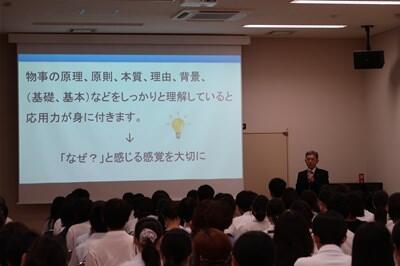 物事の原理、原則、本質、理由、背景、
（基礎、基本）などをしっかりと理解していると
応用力が身に付きます。
↓
「なぜ？」と感じる感覚を大切に